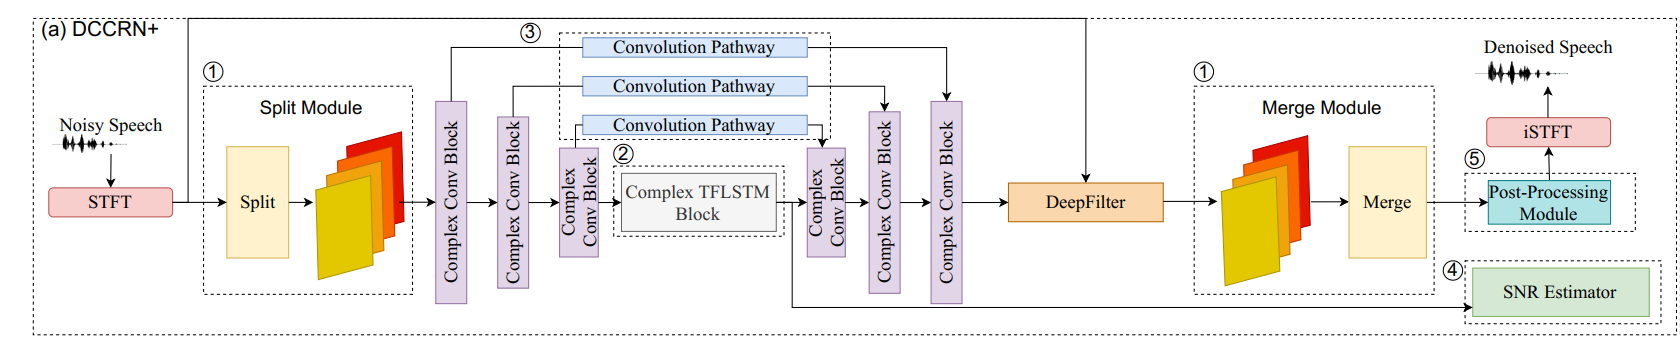 (a) DCCRN+
Noisy Speech
STFT
①
Split Module
Split
Complex Conv Block
Complex Conv Block
Complex
Conv Block
③
Convolution Pathway
Convolution Pathway
Convolution Pathway
②
Complex TFLSTM
Block
Complex
Conv Block
Complex Conv Block
Complex Conv Block
DeepFilter
①
Merge Module
Merge
Denoised Speech
iSTFT
⑤
Post-Processing
Module
④
SNR Estimator